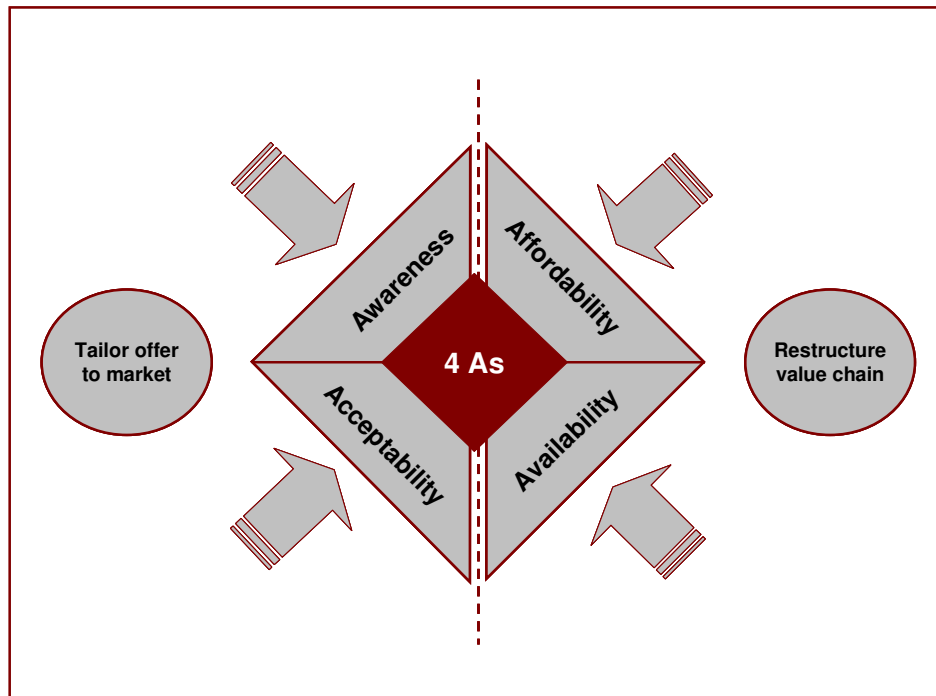 Awareness
Affordability
Tailor offer
to market
4 As
Restructure
value chain
Acceptability
Availability